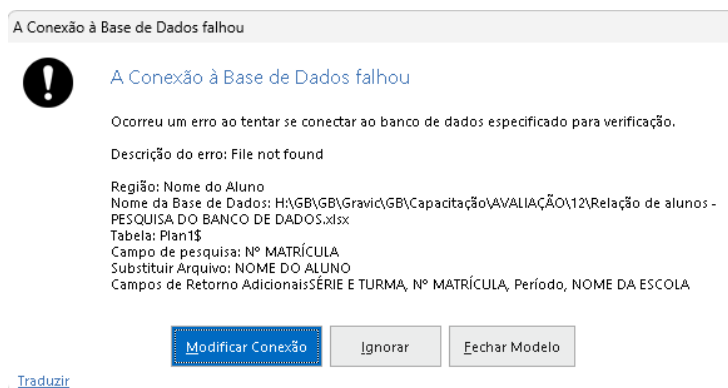 A Conexão à Base de Dados falhou
A Conexão à Base de Dados falhou
Ocorreu um erro ao tentar se conectar ao banco de dados especificado para verificação.
Descrição do erro: File not found
Região: Nome do Aluno
Nome da Base de Dados: H:\GB\GB\Gravic\GB\Capacitação\AVALIAÇÃO\12\Relação de alunos -
PESQUISA DO BANCO DE DADOS.xlsx
Tabela: Plan1$
Campo de pesquisa: Nº MATRÍCULA
Substituir Arquivo: NOME DO ALUNO
Campos de Retorno AdicionaisSÉRIE E TURMA, Nº MATRÍCULA, Período, NOME DA ESCOLA
Modificar Conexão Ignorar Fechar Modelo
Traduzir